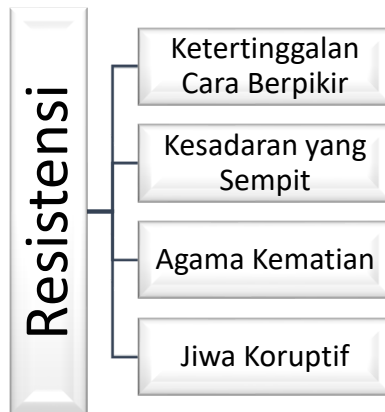 Resistensi
Ketertinggalan
Cara Berpikir
Kesadaran yang
Sempit
Agama Kematian
Jiwa Koruptif